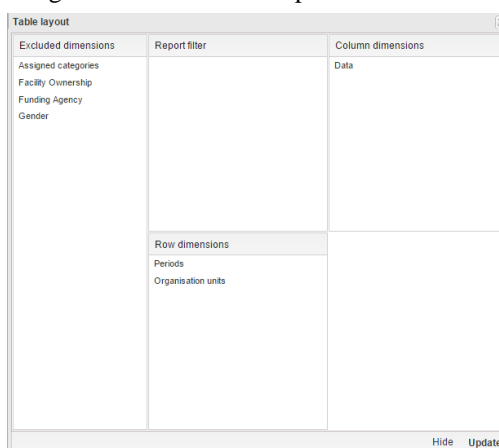 Table layout
Excluded dimensions
Assigned categories
Facility Ownership
Funding Agency
Gender
Report filter
Column dimensions
Data
Row dimensions
Periods
Organisation units
Hide Update